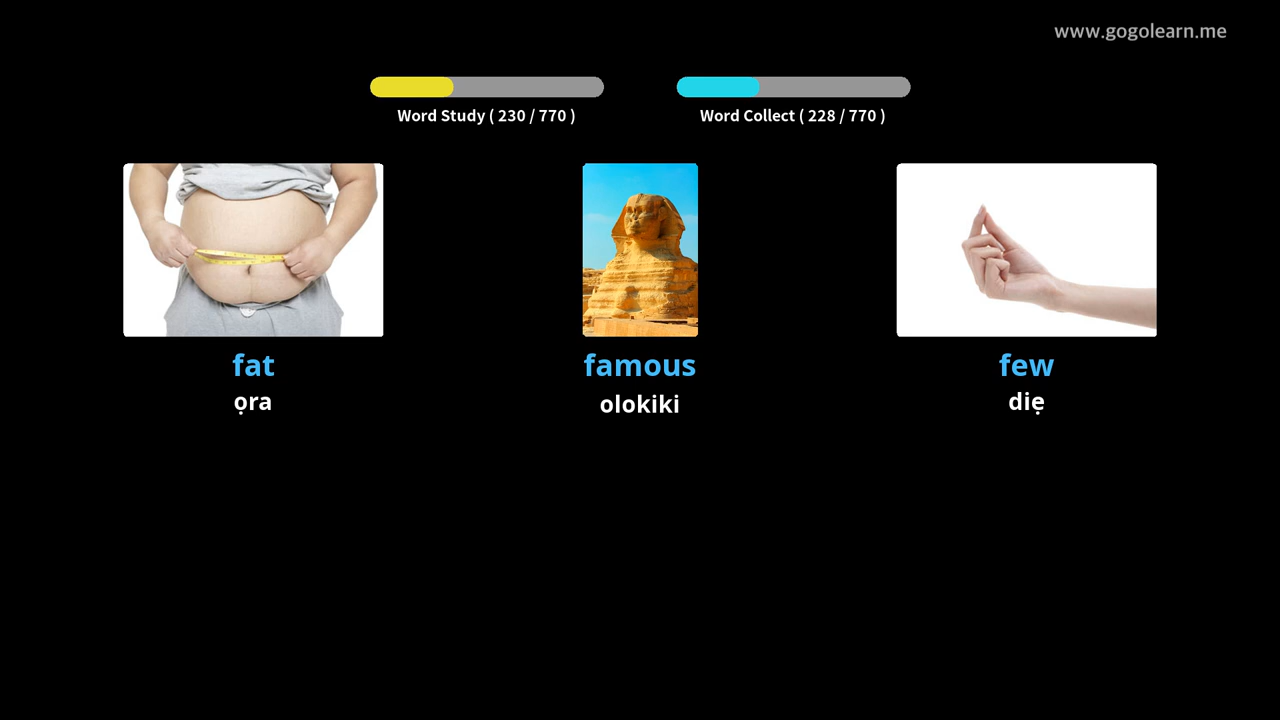 www.gogolearn.me
Word Study ( 230 / 770 )
Word Collect ( 228 / 770 )
fat
ọra
famous
olokiki
few
diẹ